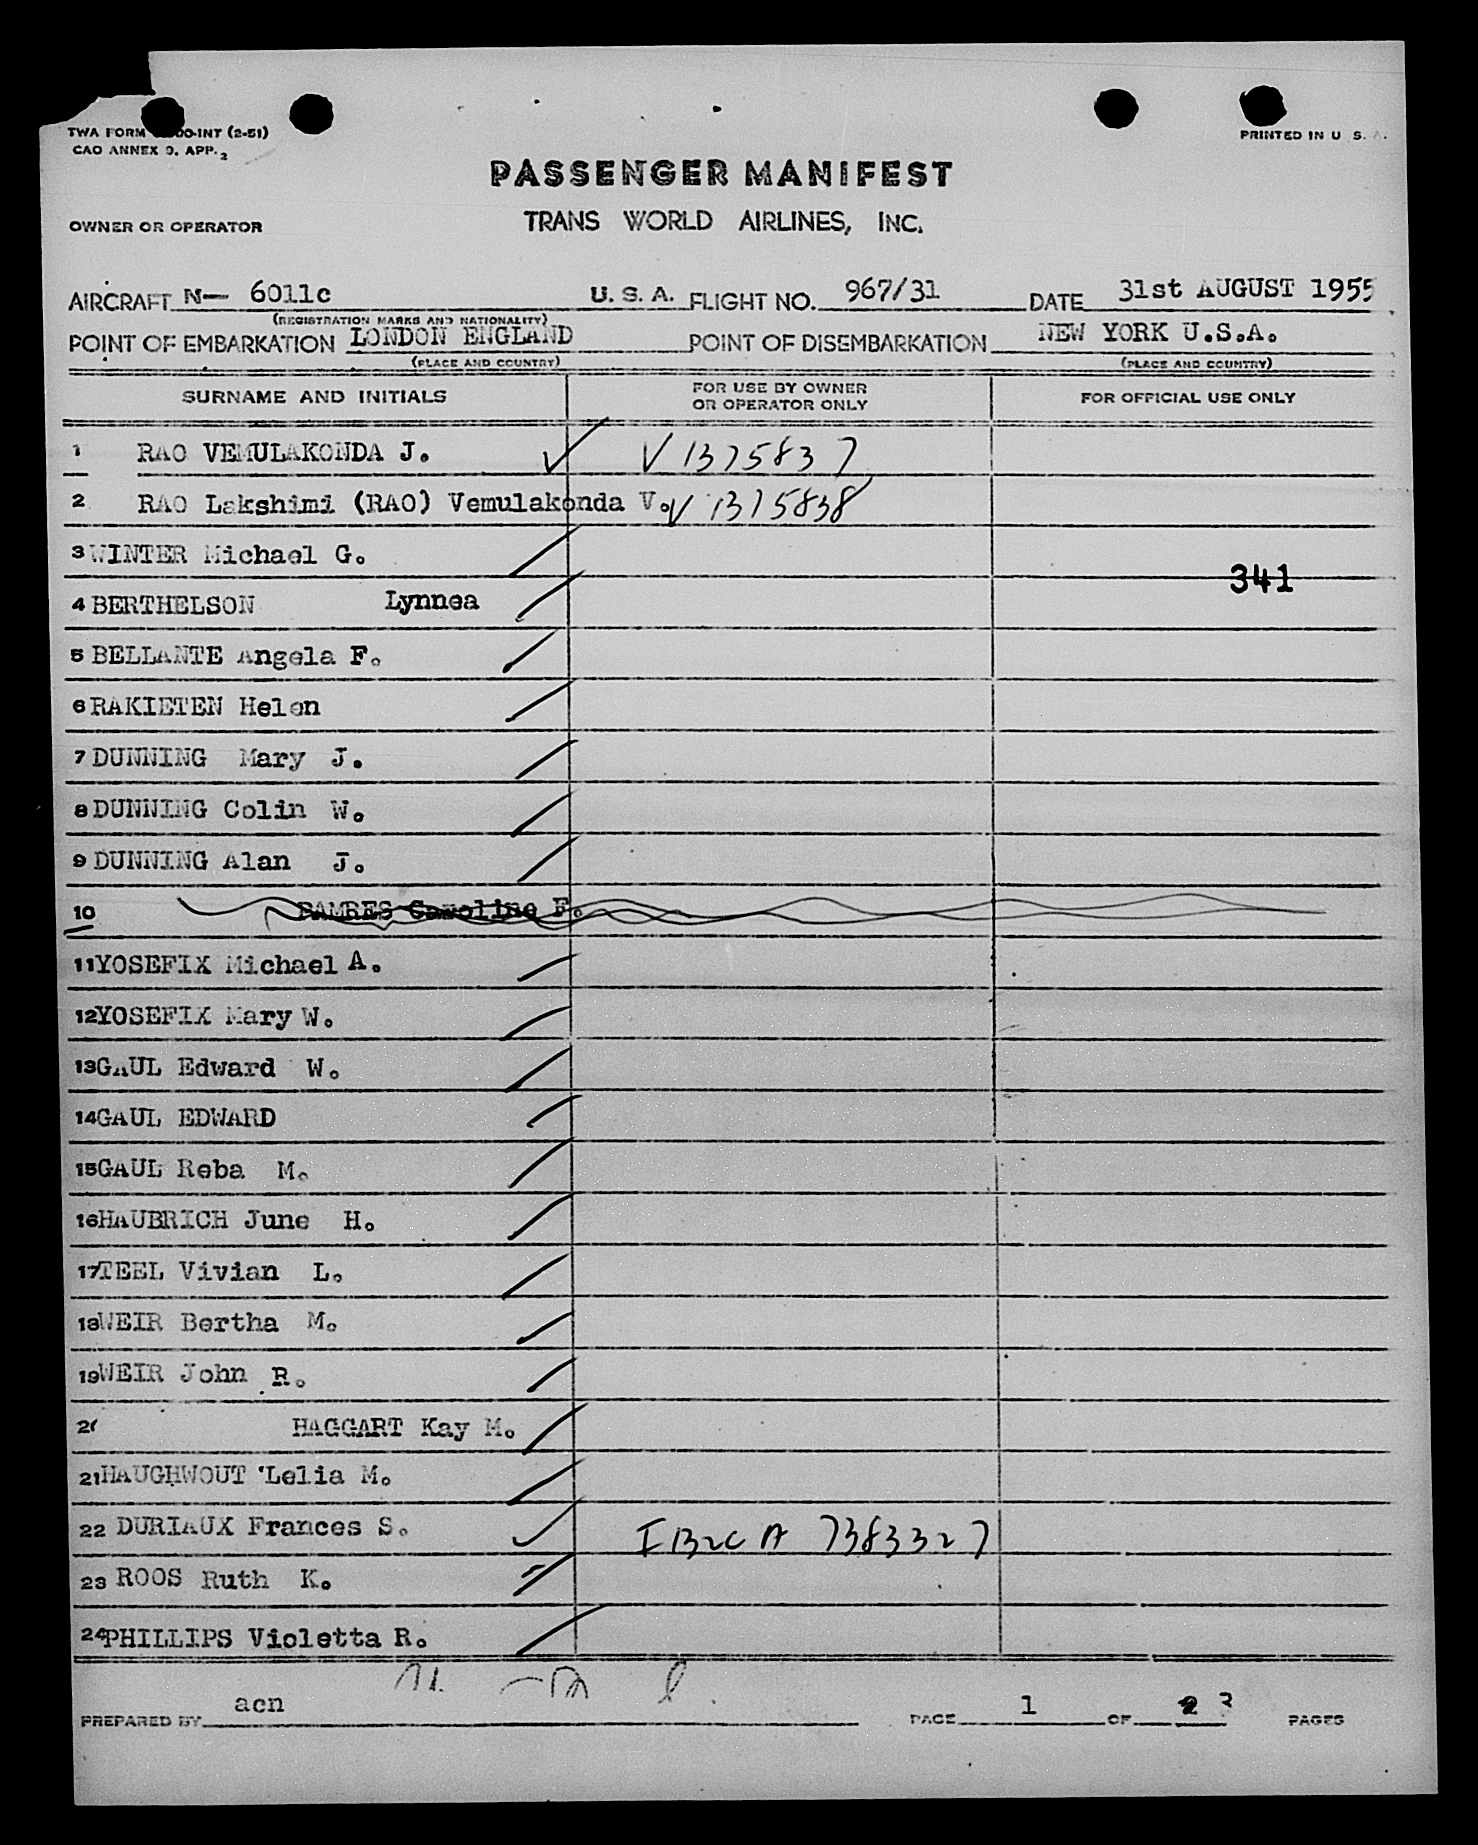 TWA FORM 00-INT (2-51)
CAO ANNEX 9, APP. 2
PRINTED IN U. S. A.
PASSENGER MANIFEST
OWNER OR OPERATOR
TRANS WORLD AIRLINES, INC.
AIRCRAFT N- 6011c U. S. A. FLIGHT NO. 967/31 DATE 31st AUGUST 1955
(REGISTRATION MARKS AND NATIONALITY)
POINT OF EMBARKATION LONDON ENGLAND POINT OF DISEMBARKATION NEW YORK U.S.A.
(PLACE AND COUNTRY) (PLACE AND COUNTRY)
SURNAME AND INITIALS FOR USE BY OWNER OR OPERATOR ONLY FOR OFFICIAL USE ONLY
1 RAO VEMULAKONDA J. V 1375837
2 RAO Lakshimi (RAO) Vemulakonda V. V 1375838
3 WINTER Michael G.
341
4 BERTHELSON Lynnea
5 BELLANTE Angela F.
6 RAKIETEN Helen
7 DUNNING Mary J.
8 DUNNING Colin W.
9 DUNNING Alan J.
10 Caroline F.
11 YOSEFIX Michael A.
12 YOSEFIX Mary W.
13 GAUL Edward W.
14 GAUL EDWARD
15 GAUL Reba M.
16 HAUBRICH June H.
17 TEEL Vivian L.
18 WEIR Bertha M.
19 WEIR John R.
20 HAGGART Kay M.
21 HAUGHWOUT Lelia M.
22 DURIAUX Frances S. 7383327
23 ROOS Ruth K.
24 PHILLIPS Violetta R.
PREPARED BY acn PAGE 1 OF 2 3 PAGES